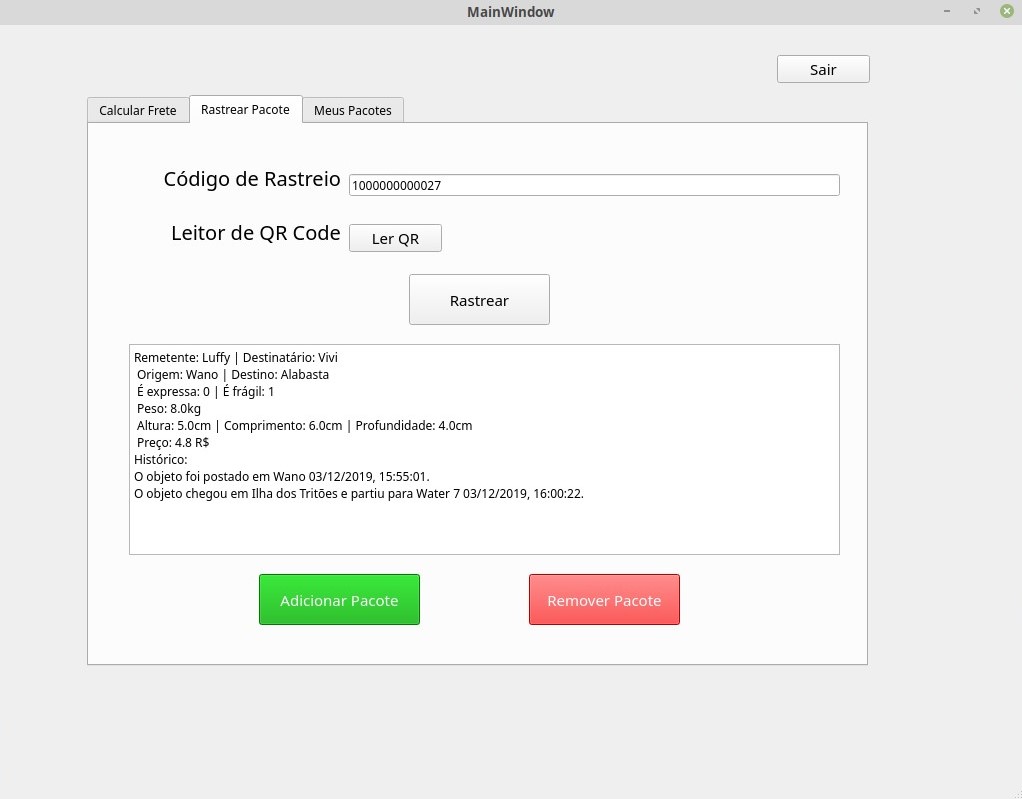 MainWindow
Sair
Calcular Frete
Rastrear Pacote
Meus Pacotes
Código de Rastreio
1000000000027
Leitor de QR Code
Ler QR
Rastrear
Remetente: Luffy | Destinatário: Vivi
Origem: Wano | Destino: Alabasta
É expressa: 0 | É frágil: 1
Peso: 8.0kg
Altura: 5.0cm | Comprimento: 6.0cm | Profundidade: 4.0cm
Preço: 4.8 R$
Histórico:
O objeto foi postado em Wano 03/12/2019, 15:55:01.
O objeto chegou em Ilha dos Tritões e partiu para Water 7 03/12/2019, 16:00:22.
Adicionar Pacote
Remover Pacote